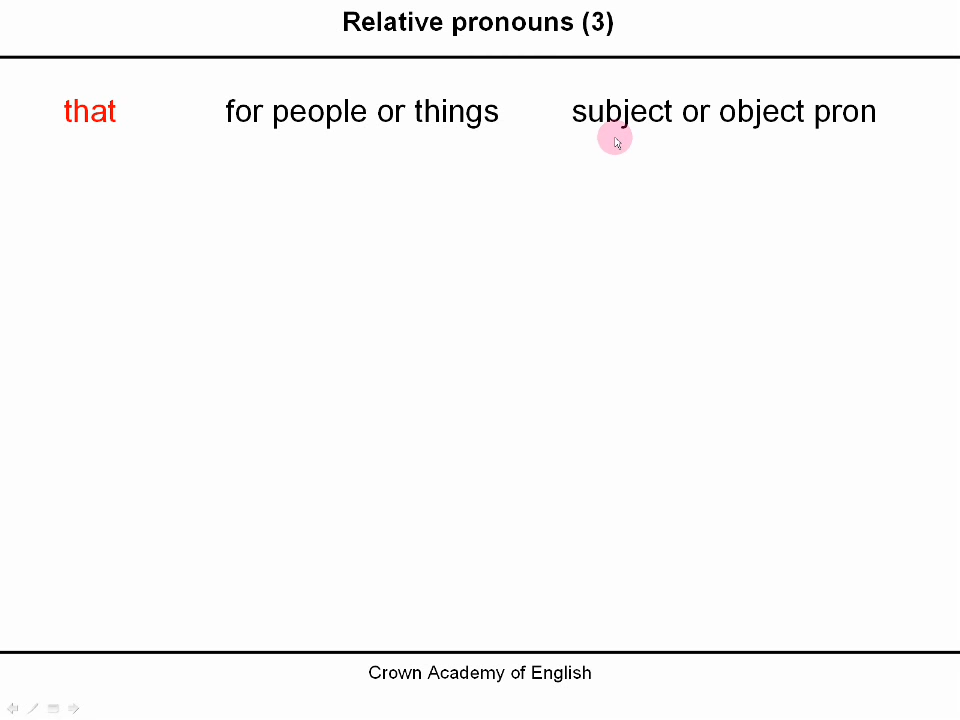 Relative pronouns (3)
that for people or things subject or object pron
Crown Academy of English